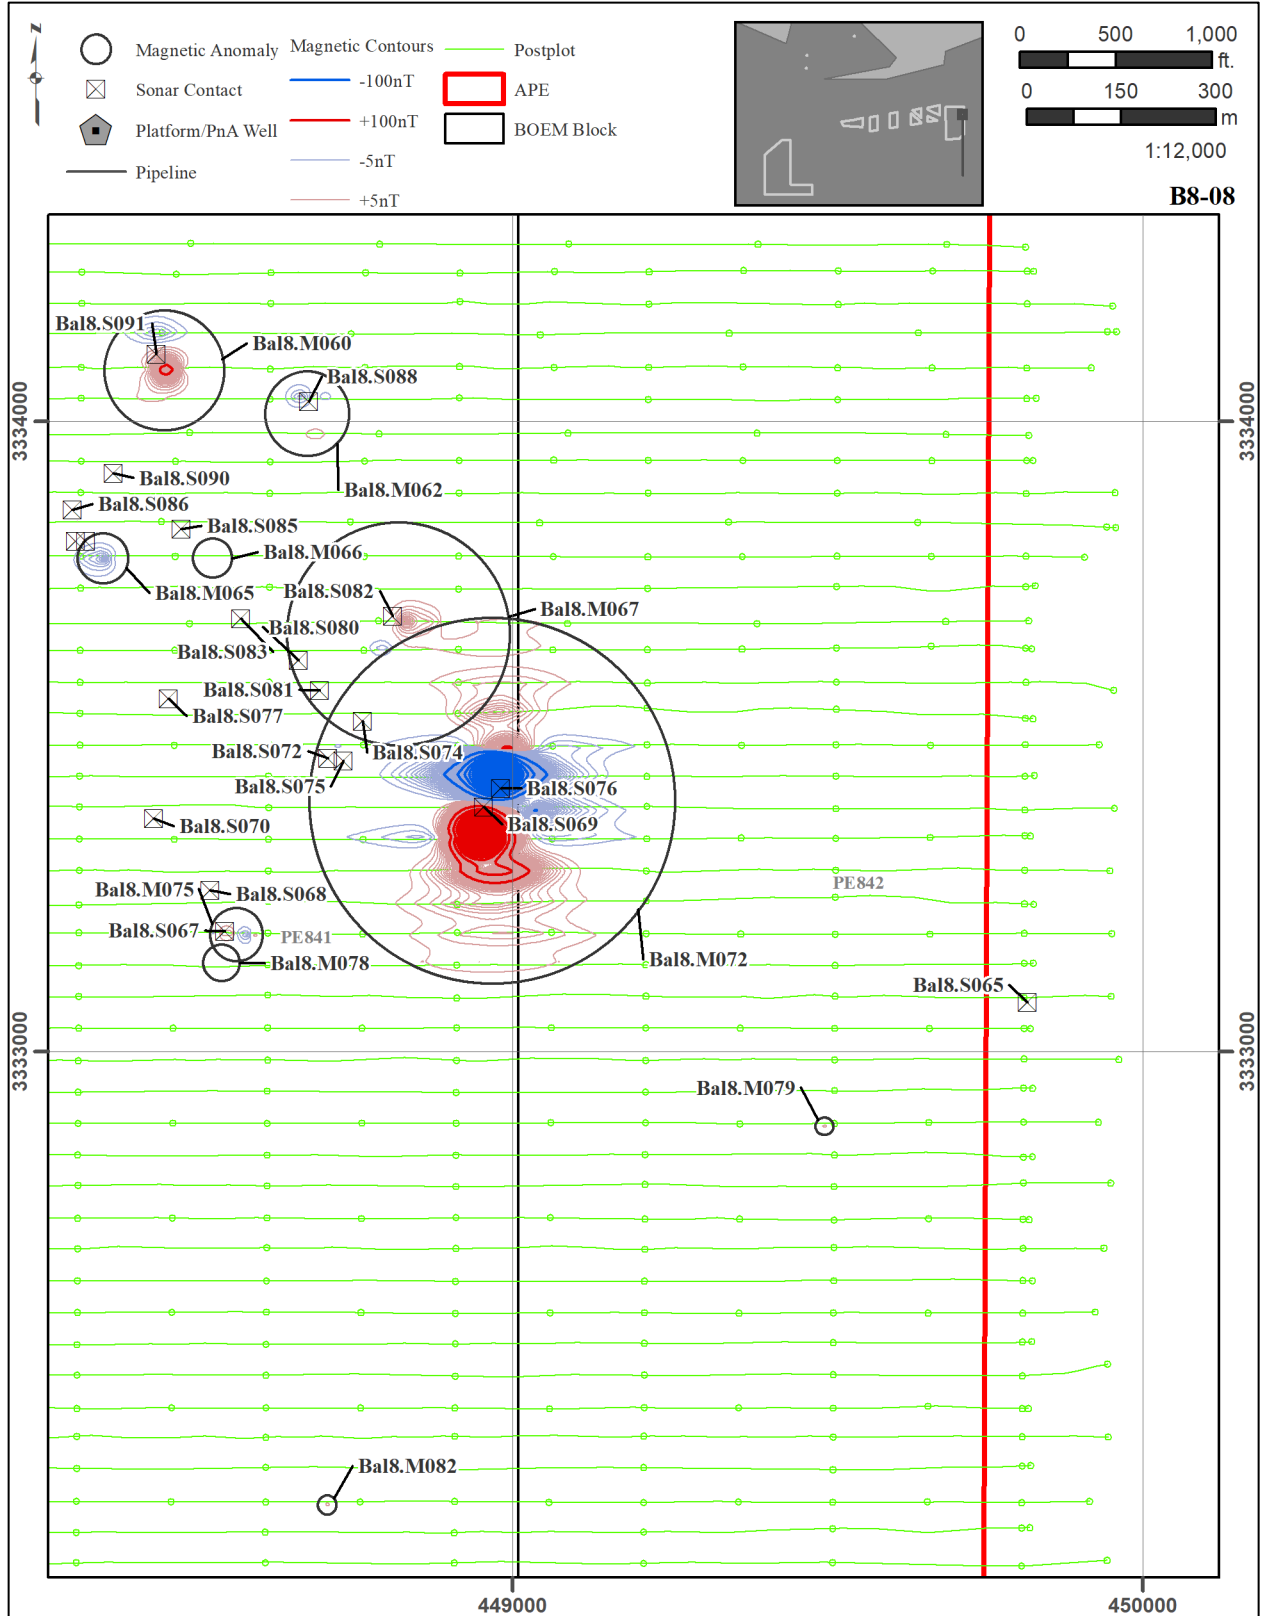 Z
Magnetic Anomaly
Sonar Contact
Platform/PnA Well
Pipeline
Magnetic Contours
-100nT
+100nT
-5nT
+5nT
Postplot
APE
BOEM Block
0 500 1,000
ft.
0 150 300
m
1:12,000
B8-08
Bal8.S091
Bal8.M060
Bal8.S088
3334000
3334000
Bal8.S090
Bal8.M062
Bal8.S086
Bal8.S085
Bal8.M066
Bal8.M065
Bal8.S082
Bal8.M067
Bal8.S080
Bal8.S083
Bal8.S081
Bal8.S077
Bal8.S072
Bal8.S074
Bal8.S075
Bal8.S076
Bal8.S070
Bal8.S069
PE842
Bal8.M075
Bal8.S068
Bal8.S067
PE841
Bal8.M078
Bal8.M072
Bal8.S065
3333000
3333000
Bal8.M079
Bal8.M082
449000
450000